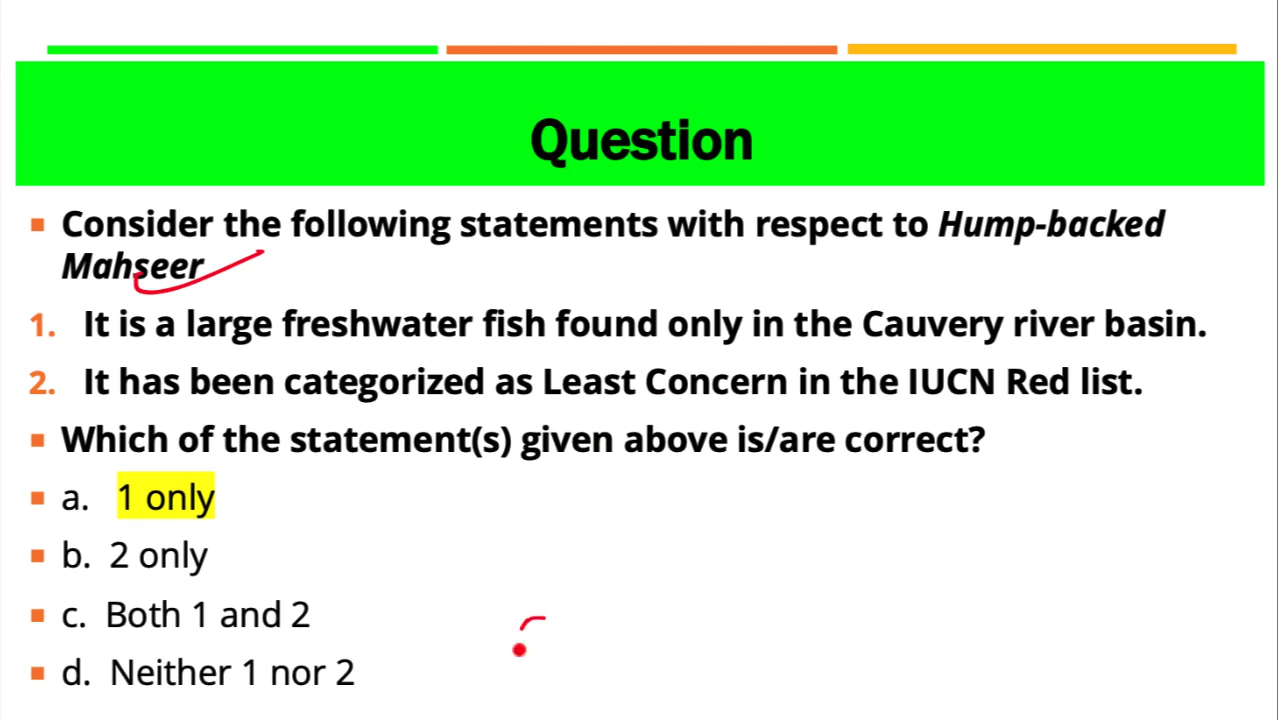 Question
Consider the following statements with respect to Hump-backed
Mahseer
1. It is a large freshwater fish found only in the Cauvery river basin.
2. It has been categorized as Least Concern in the IUCN Red list.
Which of the statement(s) given above is/are correct?
a. 1 only
b. 2 only
c. Both 1 and 2
d. Neither 1 nor 2